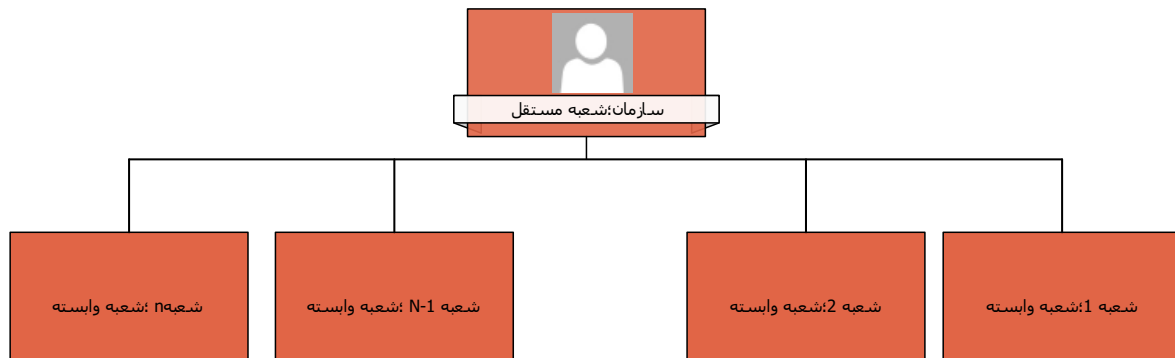 سازمان؛شعبه مستقل
شعبه 1؛شعبه وابسته
شعبه 2؛شعبه وابسته
شعبه N-1 ؛شعبه وابسته
شعبهn ؛شعبه وابسته